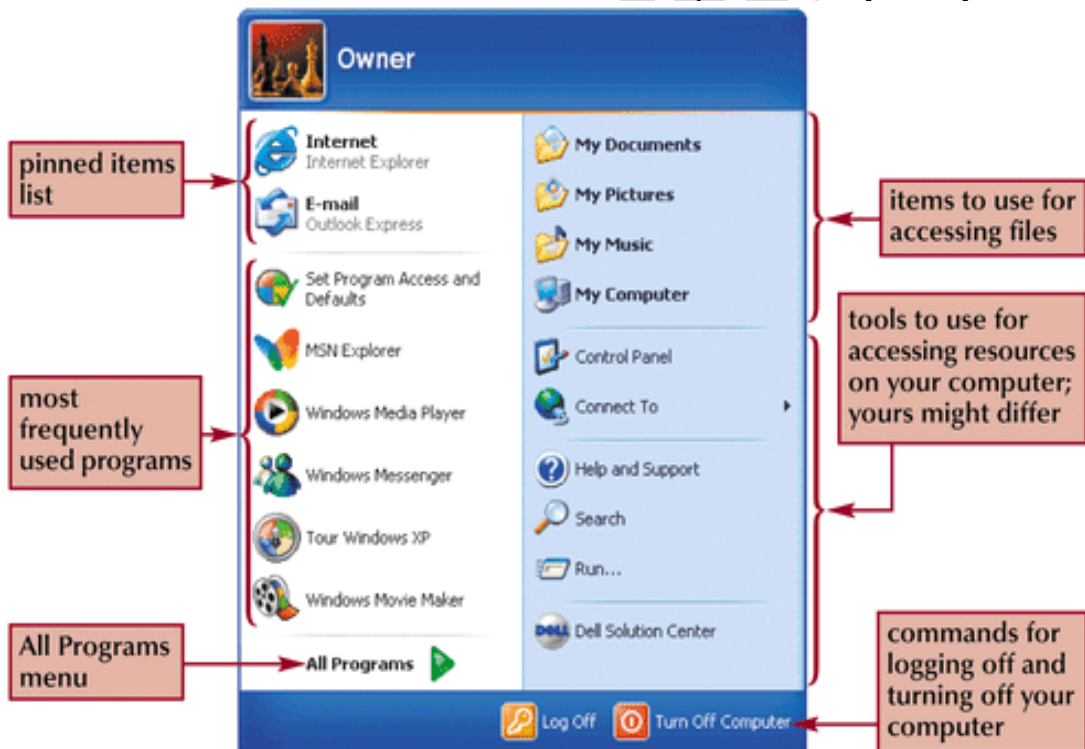 Owner
pinned items
list
Internet
Internet Explorer
E-mail
Outlook Express
most
frequently
used programs
Set Program Access and
Defaults
MSN Explorer
Windows Media Player
Windows Messenger
Tour Windows XP
Windows Movie Maker
All Programs
menu
All Programs
My Documents
My Pictures
My Music
My Computer
items to use for
accessing files
Control Panel
Connect To
Help and Support
Search
Run...
DELL Dell Solution Center
tools to use for
accessing resources
on your computer;
yours might differ
Log Off
Turn Off Computer
commands for
logging off and
turning off your
computer